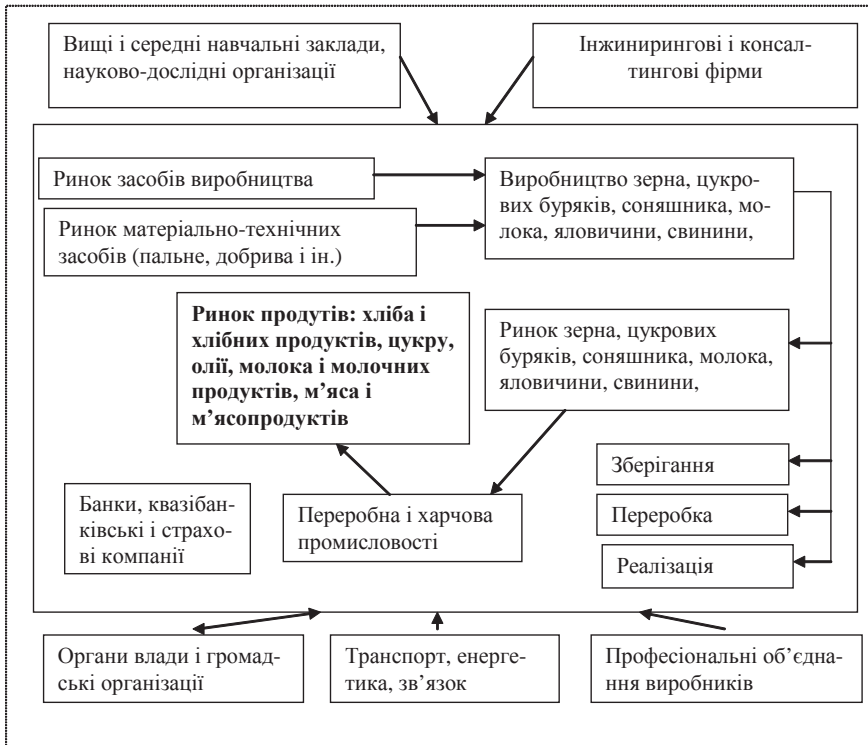 Вищі і середні навчальні заклади,
науково-дослідні організації
Інжинирингові і консал-
тингові фірми
Ринок засобів виробництва
Виробництво зерна, цукро-
вих буряків, соняшника, мо-
лока, яловичини, свинини,
Ринок матеріально-технічних
засобів (пальне, добрива і ін.)
Ринок продутів: хліба і
хлібних продуктів, цукру,
олії, молока і молочних
продуктів, м’яса і
м’ясопродуктів
Ринок зерна, цукрових
буряків, соняшника, молока,
яловичини, свинини,
Зберігання
Банки, квазібан-
ківські і страхо-
ві компанії
Переробна і харчова
промисловості
Переробка
Реалізація
Органи влади і громад-
ські організації
Транспорт, енерге-
тика, зв’язок
Професіональні об’єдна-
ння виробників